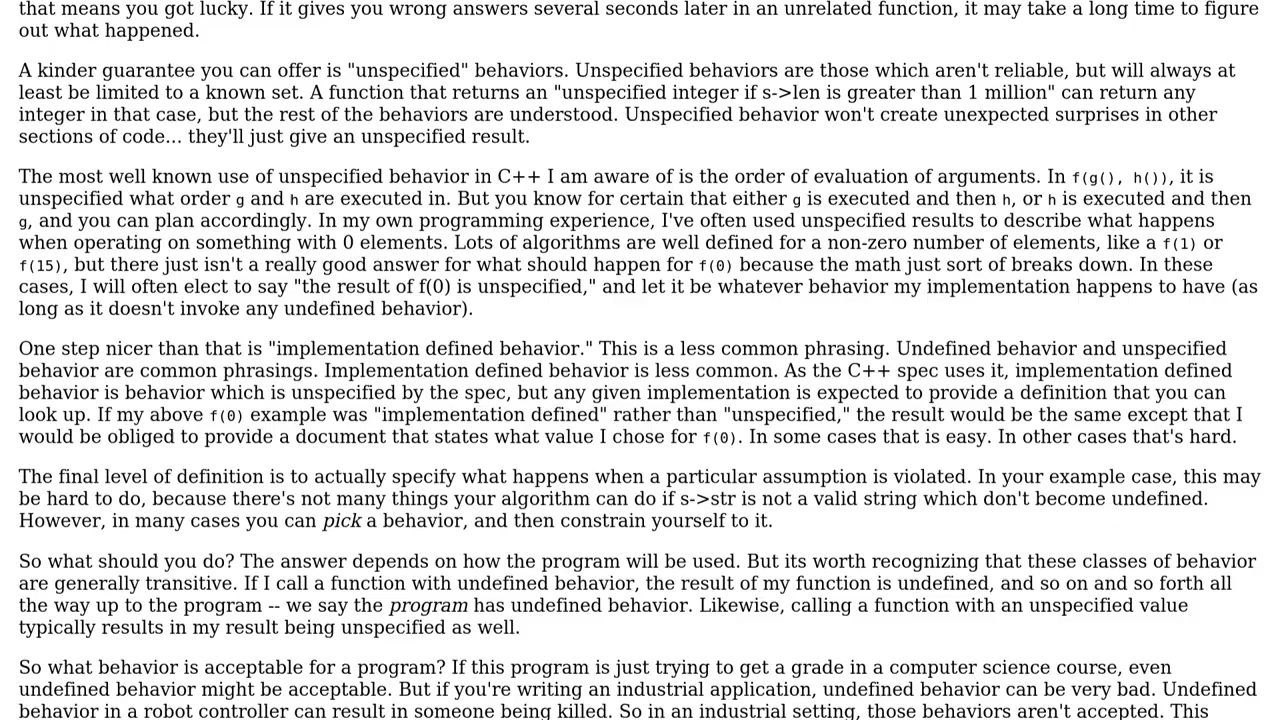 that means you got lucky. If it gives you wrong answers several seconds later in an unrelated function, it may take a long time to figure
out what happened.
A kinder guarantee you can offer is "unspecified" behaviors. Unspecified behaviors are those which aren't reliable, but will always at
least be limited to a known set. A function that returns an "unspecified integer if s->len is greater than 1 million" can return any
integer in that case, but the rest of the behaviors are understood. Unspecified behavior won't create unexpected surprises in other
sections of code... they'll just give an unspecified result.
The most well known use of unspecified behavior in C++ I am aware of is the order of evaluation of arguments. In f(g(), h()), it is
unspecified what order g and h are executed in. But you know for certain that either g is executed and then h, or h is executed and then
g, and you can plan accordingly. In my own programming experience, I've often used unspecified results to describe what happens
when operating on something with 0 elements. Lots of algorithms are well defined for a non-zero number of elements, like a f(1) or
f(15), but there just isn't a really good answer for what should happen for f(0) because the math just sort of breaks down. In these
cases, I will often elect to say "the result of f(0) is unspecified," and let it be whatever behavior my implementation happens to have (as
long as it doesn't invoke any undefined behavior).
One step nicer than that is "implementation defined behavior." This is a less common phrasing. Undefined behavior and unspecified
behavior are common phrasings. Implementation defined behavior is less common. As the C++ spec uses it, implementation defined
behavior is behavior which is unspecified by the spec, but any given implementation is expected to provide a definition that you can
look up. If my above f(0) example was "implementation defined" rather than "unspecified," the result would be the same except that I
would be obliged to provide a document that states what value I chose for f(0). In some cases that is easy. In other cases that's hard.
The final level of definition is to actually specify what happens when a particular assumption is violated. In your example case, this may
be hard to do, because there's not many things your algorithm can do if s->str is not a valid string which don't become undefined.
However, in many cases you can pick a behavior, and then constrain yourself to it.
So what should you do? The answer depends on how the program will be used. But its worth recognizing that these classes of behavior
are generally transitive. If I call a function with undefined behavior, the result of my function is undefined, and so on and so forth all
the way up to the program -- we say the program has undefined behavior. Likewise, calling a function with an unspecified value
typically results in my result being unspecified as well.
So what behavior is acceptable for a program? If this program is just trying to get a grade in a computer science course, even
undefined behavior might be acceptable. But if you're writing an industrial application, undefined behavior can be very bad. Undefined
behavior in a robot controller can result in someone being killed. So in an industrial setting, those behaviors aren't accepted. This